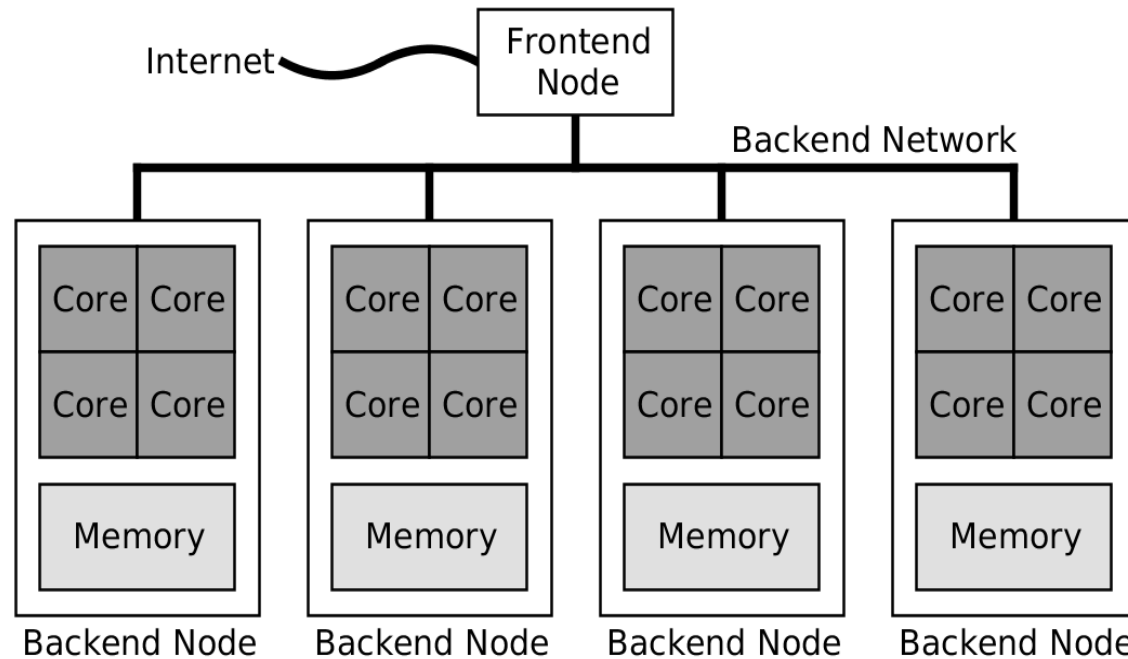 Internet
Frontend
Node
Backend Network
Core Core Core Core Core Core Core Core
Core Core Core Core Core Core Core Core
Memory Memory Memory Memory
Backend Node Backend Node Backend Node Backend Node